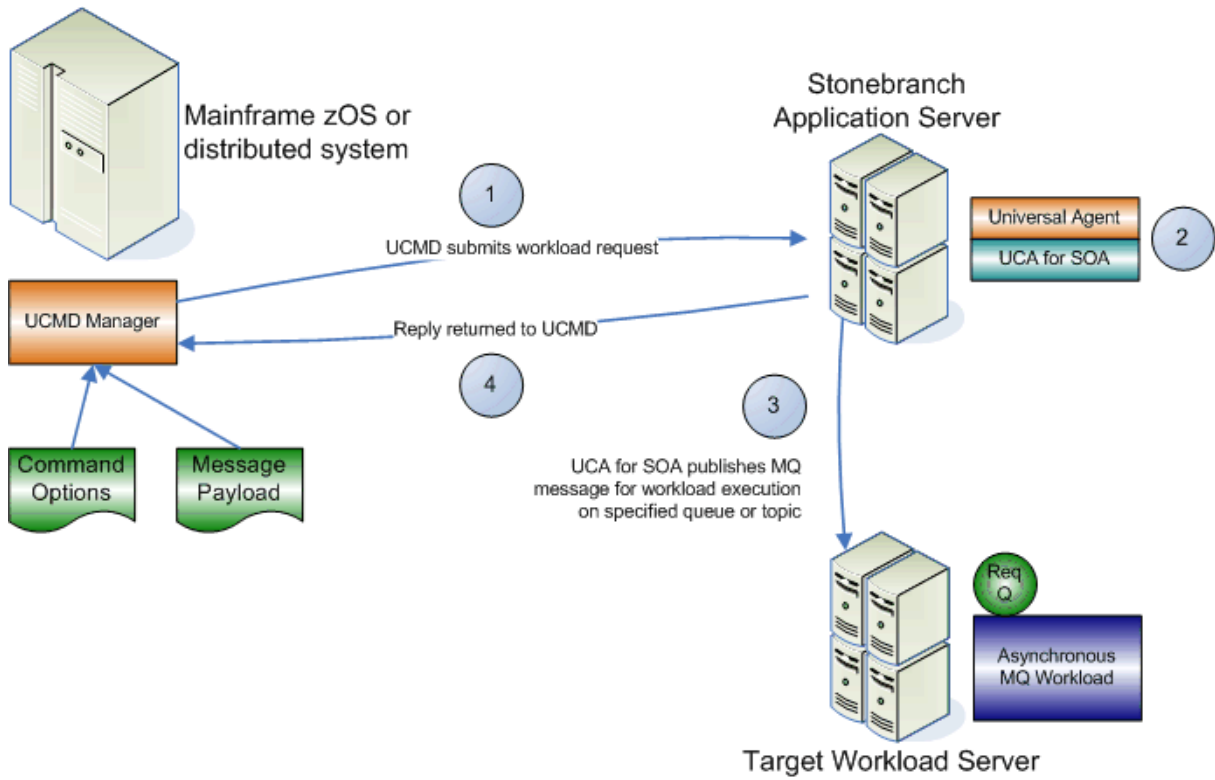 Mainframe zOS or
distributed system
Stonebranch
Application Server
1
UCMD submits workload request
Universal Agent
UCA for SOA
2
UCMD Manager
Reply returned to UCMD
4
3
Command
Options
Message
Payload
UCA for SOA publishes MQ
message for workload execution
on specified queue or topic
Req
Q
Asynchronous
MQ Workload
Target Workload Server